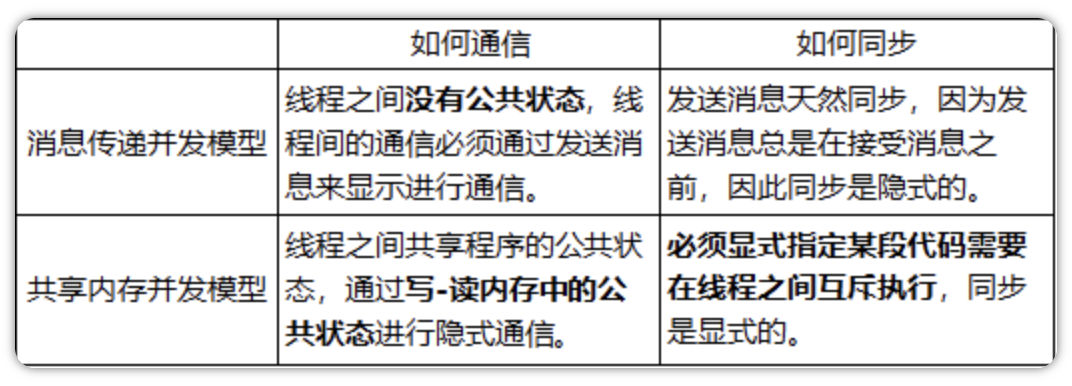 如何通信
如何同步
消息传递并发模型
线程之间没有公共状态，线
程间的通信必须通过发送消
息来显示进行通信。
发送消息天然同步，因为发
送消息总是在接受消息之
前，因此同步是隐式的。
共享内存并发模型
线程之间共享程序的公共状
态，通过写-读内存中的公
共状态进行隐式通信。
必须显式指定某段代码需要
在线程之间互斥执行，同步
是显式的。